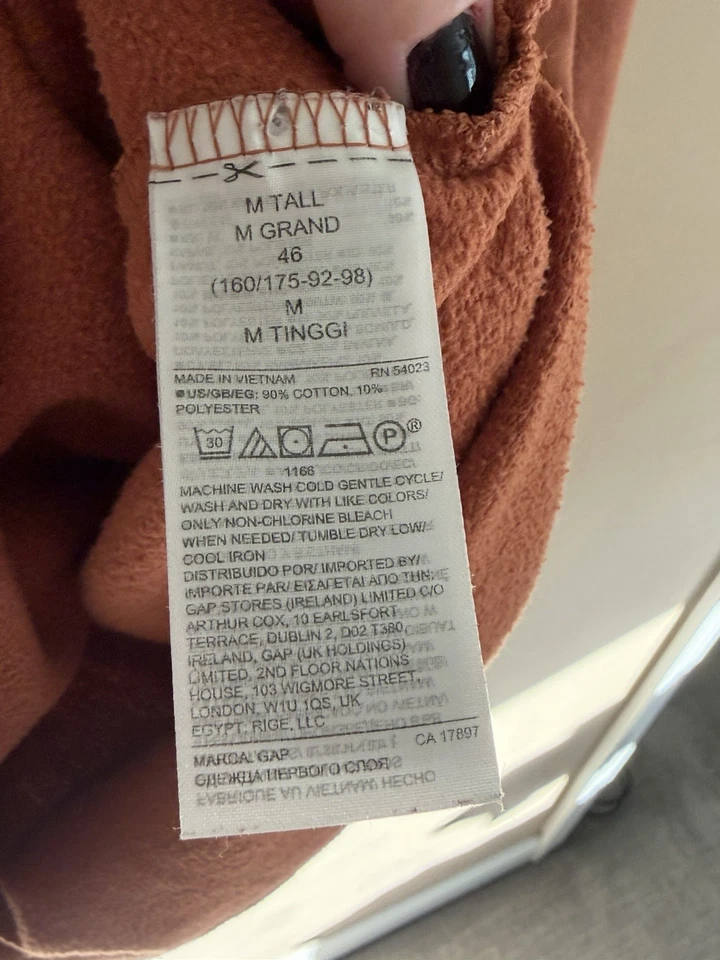 M TALL
M GRAND
46
(160/175-92-98)
M
M TINGGI
MADE IN VIETNAM RN 54023
US/GB/EG: 90% COTTON, 10%
POLYESTER
30 P®
1166
MACHINE WASH COLD GENTLE CYCLE/
WASH AND DRY WITH LIKE COLORS/
ONLY NON-CHLORINE BLEACH
WHEN NEEDED/ TUMBLE DRY LOW/
COOL IRON
DISTRIBUIDO POR/ IMPORTED BY/
IMPORTE PAR/ ΕΙΣΑΓΕΤΑΙ ΑΠΟ ΤΗΝ:
GAP STORES (IRELAND) LIMITED C/O
ARTHUR COX, 10 EARLSFORT
TERRACE, DUBLIN 2, D02 T380,
IRELAND, GAP (UK HOLDINGS)
LIMITED, 2ND FLOOR NATIONS
HOUSE, 103 WIGMORE STREET,
LONDON, W1U 1QS, UK
EGYPT, RIGE, LLC
MARCA GAP CA 17897
ОДЕЖДА ПЕРВОГО СЛОЯ